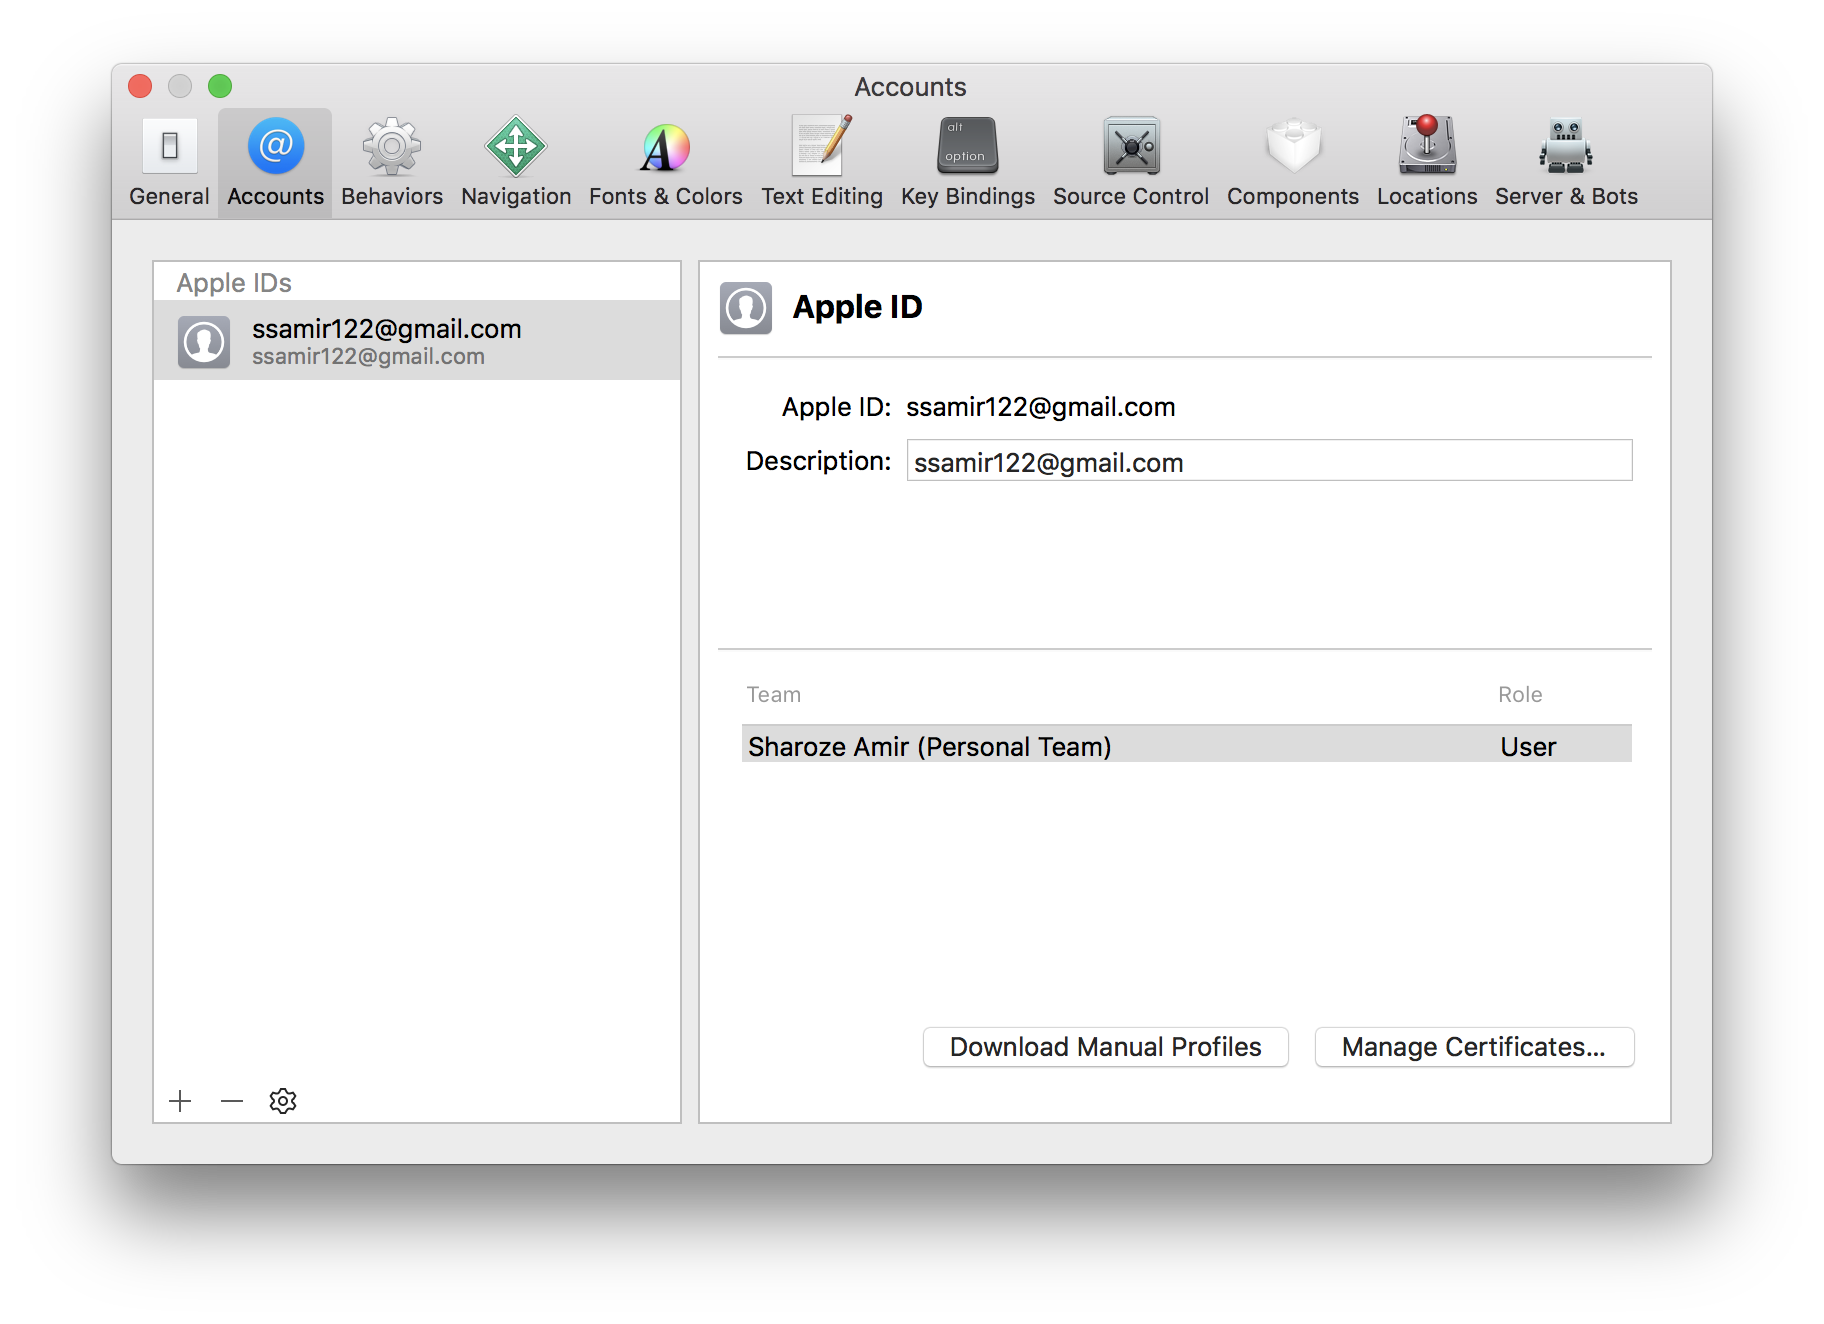 Accounts
alt
option
General Accounts Behaviors Navigation Fonts & Colors Text Editing Key Bindings Source Control Components Locations Server & Bots
Apple IDs
ssamir122@gmail.com
ssamir122@gmail.com
Apple ID
Apple ID: ssamir122@gmail.com
Description: ssamir122@gmail.com
Team Role
Sharoze Amir (Personal Team) User
Download Manual Profiles Manage Certificates...